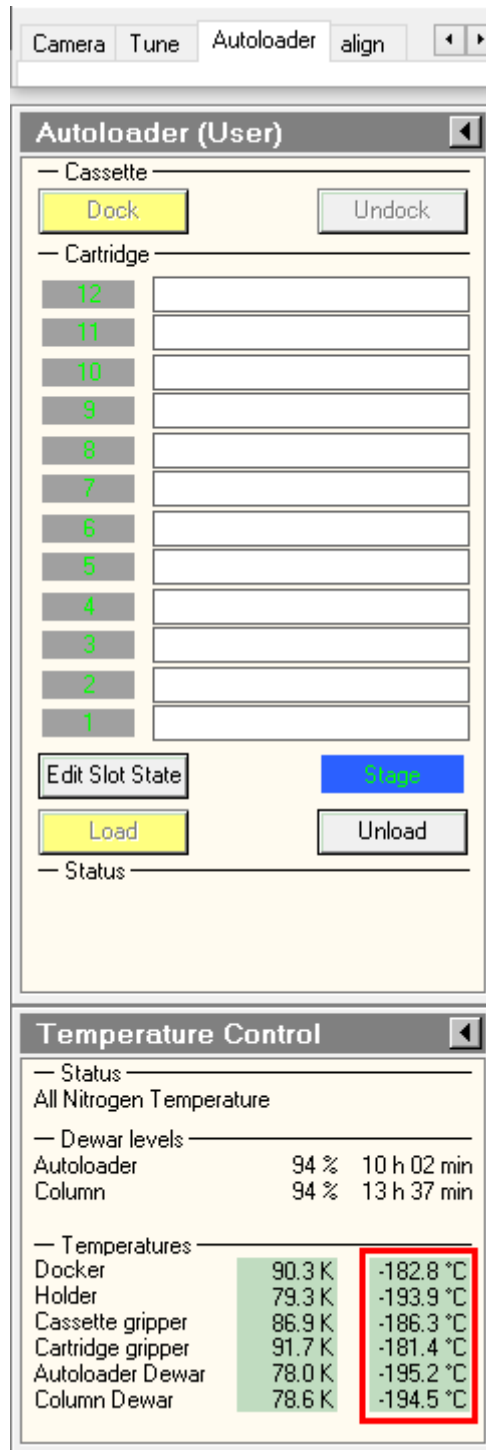 Camera Tune Autoloader align
Autoloader (User)
Cassette
Dock Undock
Cartridge
12
11
10
9
8
7
6
5
4
3
2
1
Edit Slot State Stage
Load Unload
Status
Temperature Control
Status
All Nitrogen Temperature
Dewar levels
Autoloader 94 % 10 h 02 min
Column 94 % 13 h 37 min
Temperatures
Docker 90.3 K -182.8 °C
Holder 79.3 K -193.9 °C
Cassette gripper 86.9 K -186.3 °C
Cartridge gripper 91.7 K -181.4 °C
Autoloader Dewar 78.0 K -195.2 °C
Column Dewar 78.6 K -194.5 °C